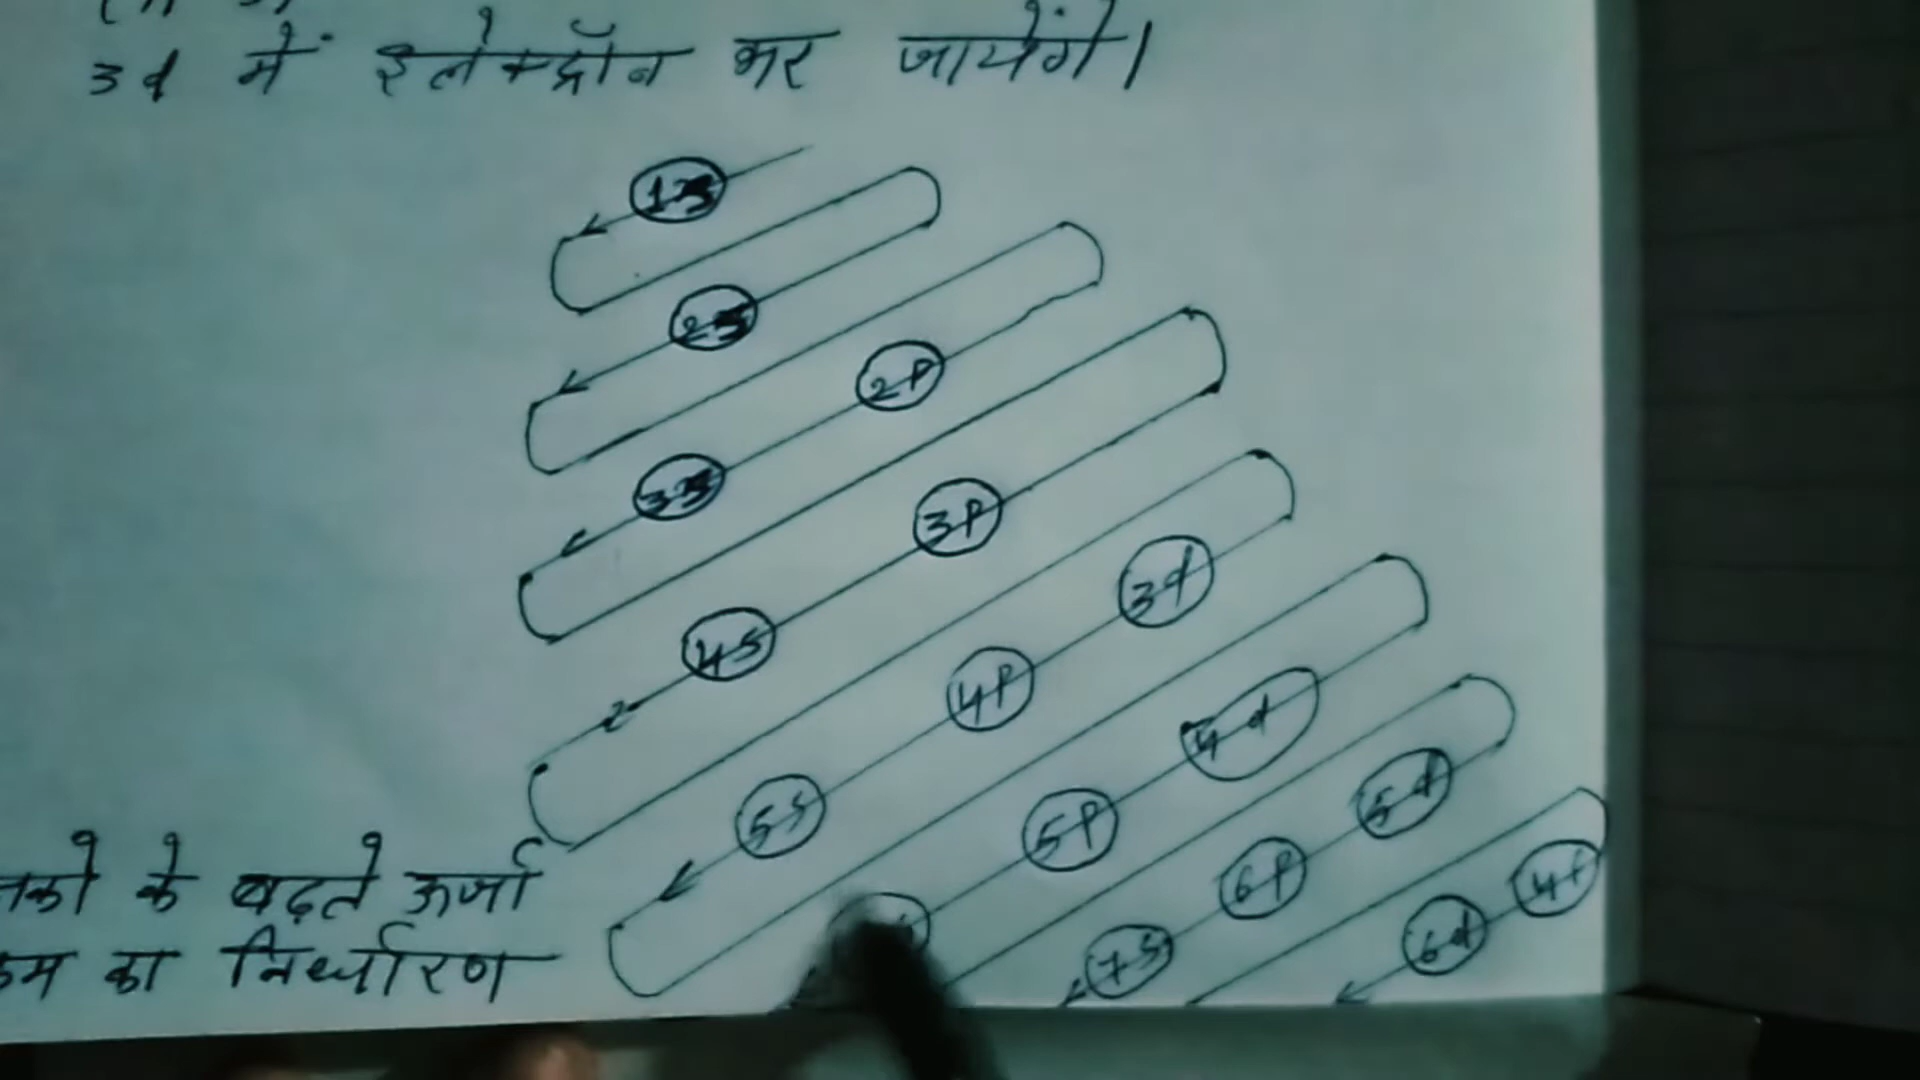 3d में इलेक्ट्रॉन भर जायेंगे।
1s
2s
2p
3s
3p
3d
4s
4p
4d
5s
5p
5d
6p
4f
7s
6d
के बढ़ते ऊर्जा
का निर्धारण